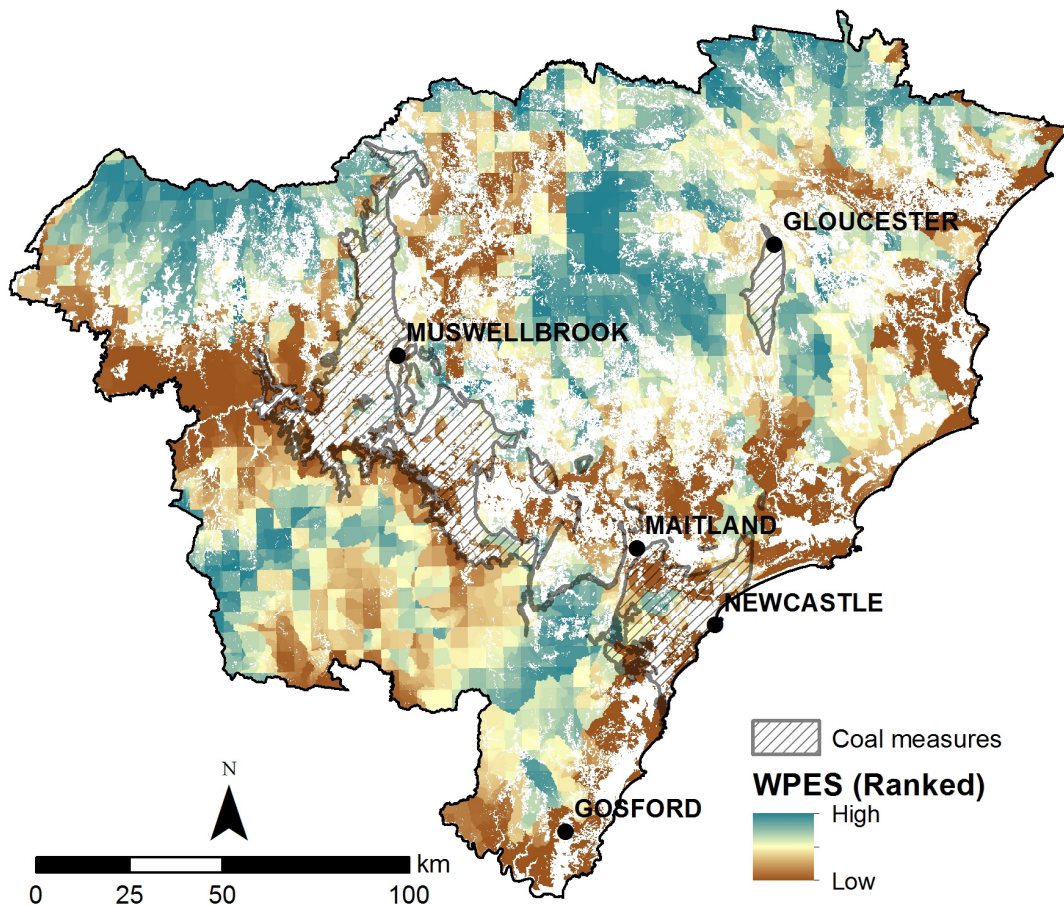 GLOUCESTER
MUSWELLBROOK
MAITLAND
NEWCASTLE
Coal measures
WPES (Ranked)
High
Low
GOSFORD
N
km
0 25 50 100